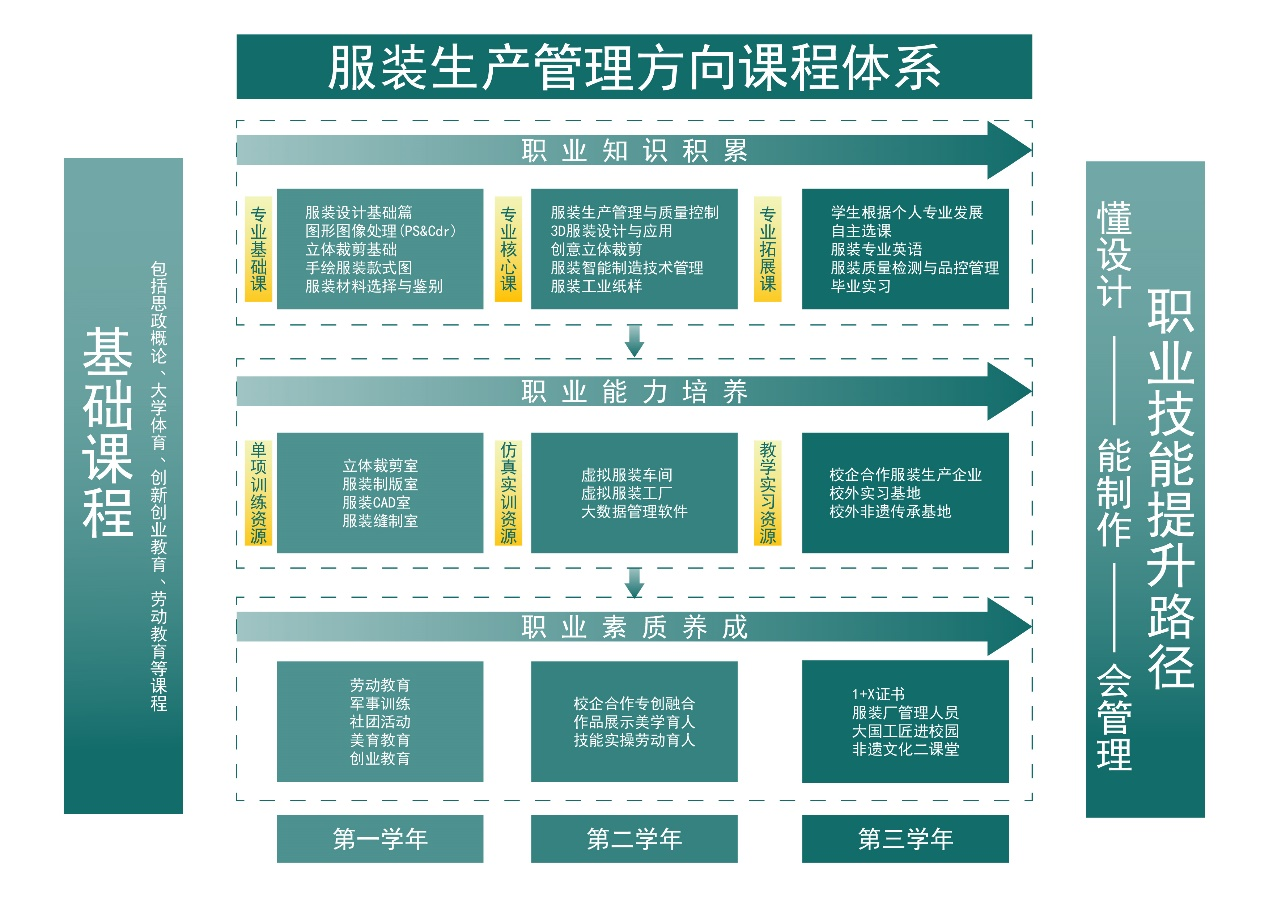 服装生产管理方向课程体系
基础课程
包括思政概论、大学体育、创新创业教育、劳动教育等课程
职业知识积累
专业基础课
服装设计基础篇
图形图像处理(PS&Cdr)
立体裁剪基础
手绘服装款式图
服装材料选择与鉴别
专业核心课
服装生产管理与质量控制
3D服装设计与应用
创意立体裁剪
服装智能制造技术管理
服装工业纸样
专业拓展课
学生根据个人专业发展
自主选课
服装专业英语
服装质量检测与品控管理
毕业实习
职业能力培养
单项训练资源
立体裁剪室
服装制版室
服装CAD室
服装缝制室
仿真实训资源
虚拟服装车间
虚拟服装工厂
大数据管理软件
教学实习资源
校企合作服装生产企业
校外实习基地
校外非遗传承基地
职业素质养成
劳动教育
军事训练
社团活动
美育教育
创业教育
校企合作专创融合
作品展示美学育人
技能实操劳动育人
1+X证书
服装厂管理人员
大国工匠进校园
非遗文化二课堂
第一学年
第二学年
第三学年
懂设计——能制作——会管理
职业技能提升路径